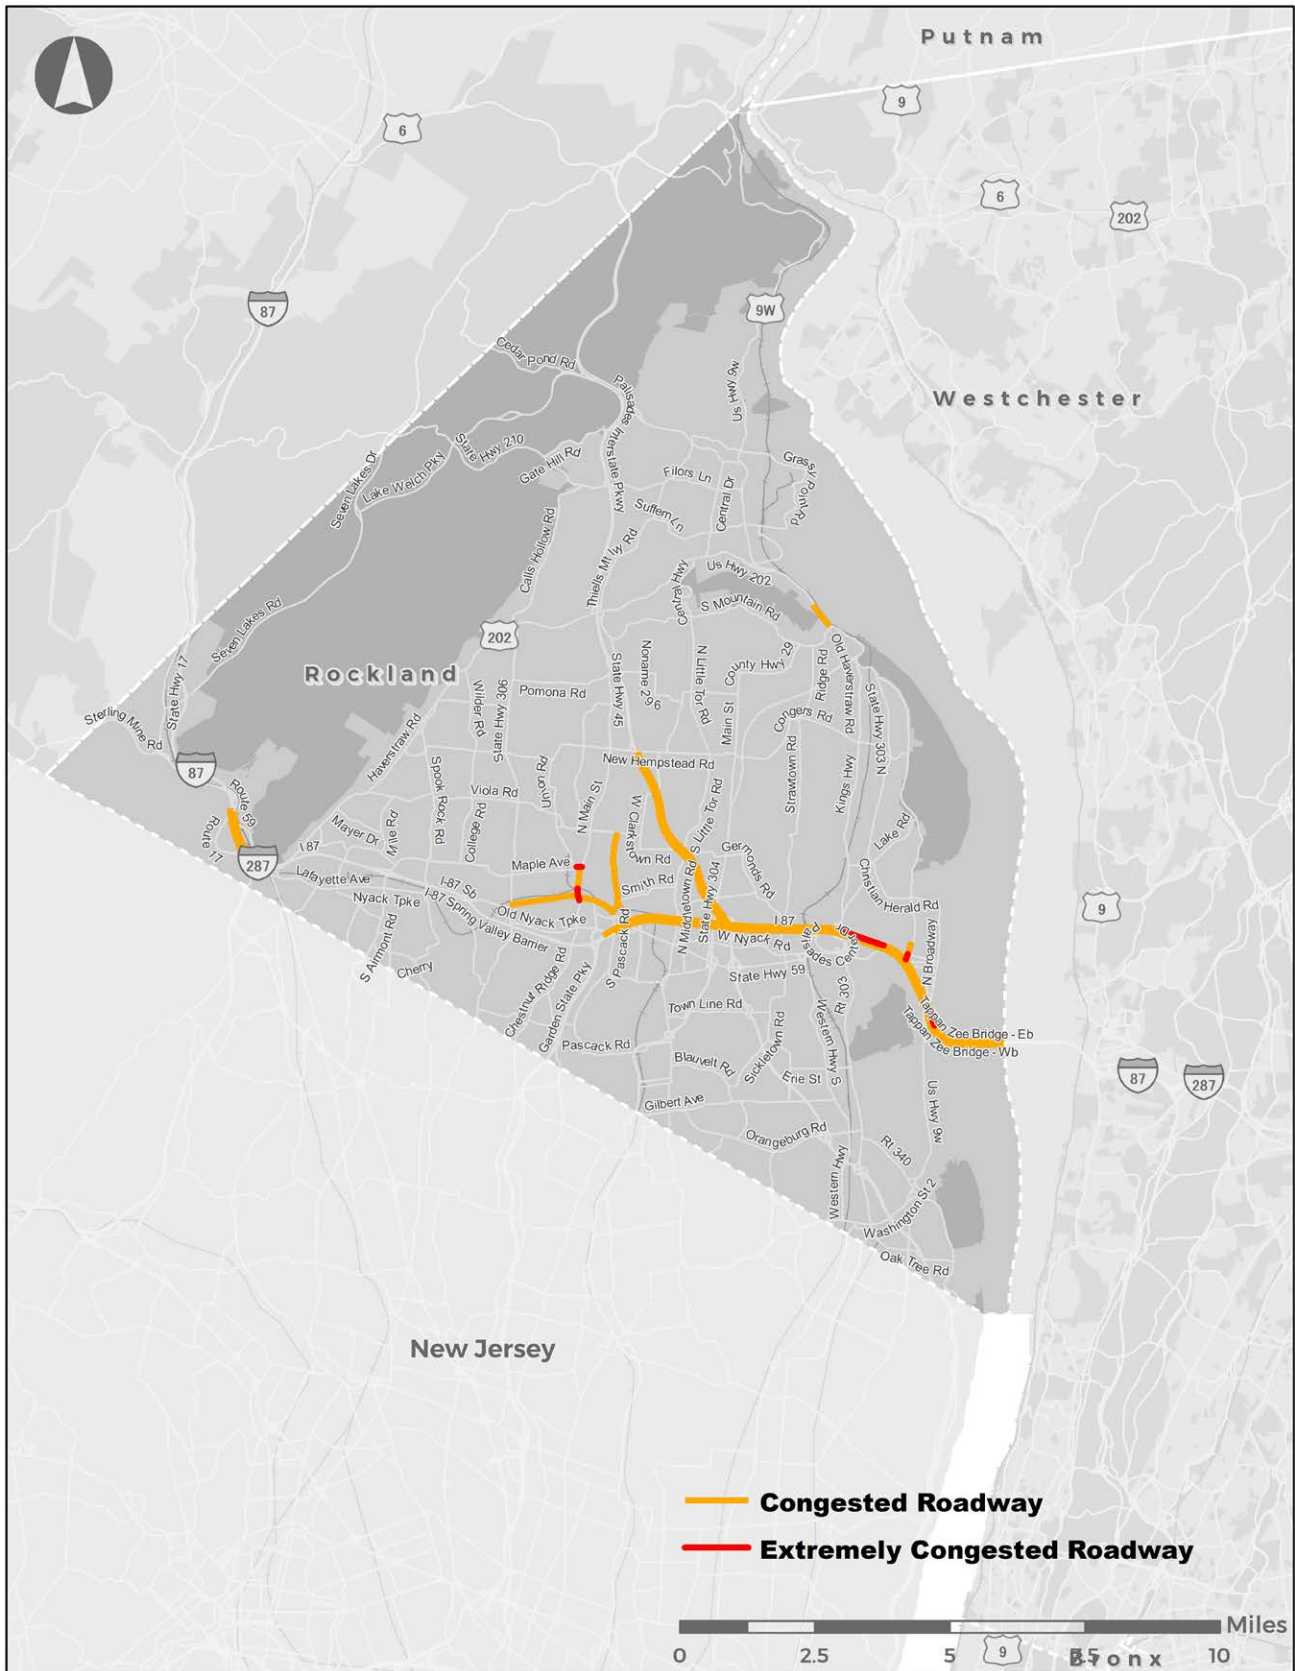 Putnam
9
6
6
202
87
9W
Cedar Pond Rd
Palisades Interstate Pkwy
Us Hwy 9w
Westchester
State Hwy 210
Gate Hill Rd
Seven Lakes Dr
Lake Welch Pky
Filors Ln
Grassy Point Rd
Central Dr
Suffern Ln
Calls Hollow Rd
Thiells Mt Ivy Rd
Us Hwy 202
Central Hwy
S Mountain Rd
Seven Lakes Rd
202
Rockland
State Hwy 17
Wilder Rd
State Hwy 306
Pomona Rd
State Hwy 45
Noname 296
N Little Tor Rd
County Hwy 29
Ridge Rd
Old Haverstraw Rd
State Hwy 303 N
Main St
Congers Rd
Sterling Mine Rd
Haverstraw Rd
87
New Hempstead Rd
Strawtown Rd
Kings Hwy
Spook Rock Rd
Viola Rd
Union Rd
N Main St
W Clarkstown Rd
S Little Tor Rd
Route 59
Route 17
Mayer Dr
Mile Rd
College Rd
Germonds Rd
Lake Rd
I 87
287
Maple Ave
Smith Rd
Lafayette Ave
I-87 Sb
N Middletown Rd
State Hwy 304
Christian Herald Rd
Nyack Tpke
I-87 Spring Valley Barrier
Old Nyack Tpke
I 87
9
S Airmont Rd
S Pascack Rd
W Nyack Rd
Palisades Center Dr
N Broadway
Cherry
Chestnut Ridge Rd
Garden State Pky
State Hwy 59
Rt 303
Town Line Rd
Western Hwy S
Tappan Zee Bridge - Eb
Tappan Zee Bridge - Wb
Pascack Rd
Blauvelt Rd
Sickletown Rd
Erie St
87
287
Gilbert Ave
Us Hwy 9w
Orangeburg Rd
Rt 340
Western Hwy
Washington St 2
Oak Tree Rd
New Jersey
Congested Roadway
Extremely Congested Roadway
Miles
0 2.5 5 7.5 10
9
Bronx